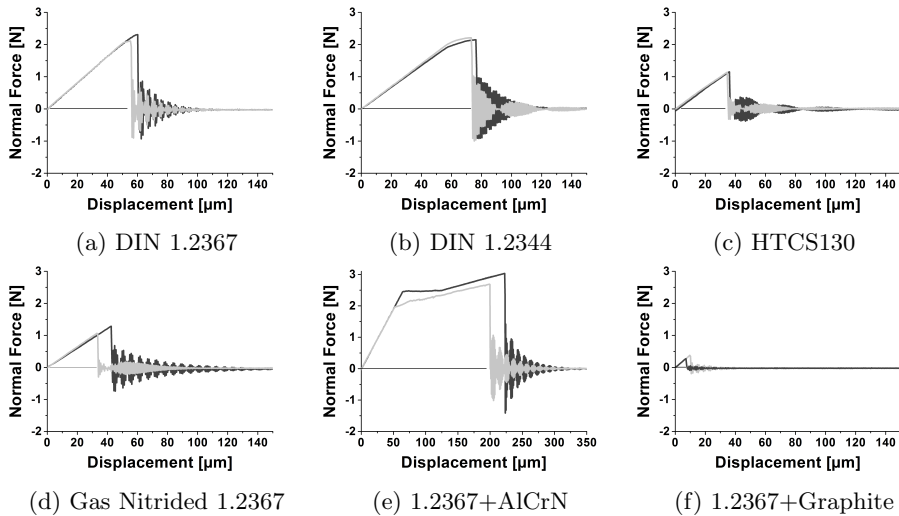 3
2
1
0
-1
-2
Normal Force [N]
0 20 40 60 80 100 120 140
Displacement [µm]
(a) DIN 1.2367
3
2
1
0
-1
-2
Normal Force [N]
0 20 40 60 80 100 120 140
Displacement [µm]
(b) DIN 1.2344
3
2
1
0
-1
-2
Normal Force [N]
0 20 40 60 80 100 120 140
Displacement [µm]
(c) HTCS130
3
2
1
0
-1
-2
Normal Force [N]
0 20 40 60 80 100 120 140
Displacement [µm]
(d) Gas Nitrided 1.2367
3
2
1
0
-1
-2
Normal Force [N]
0 50 100 150 200 250 300 350
Displacement [µm]
(e) 1.2367+AlCrN
3
2
1
0
-1
-2
Normal Force [N]
0 20 40 60 80 100 120 140
Displacement [µm]
(f) 1.2367+Graphite